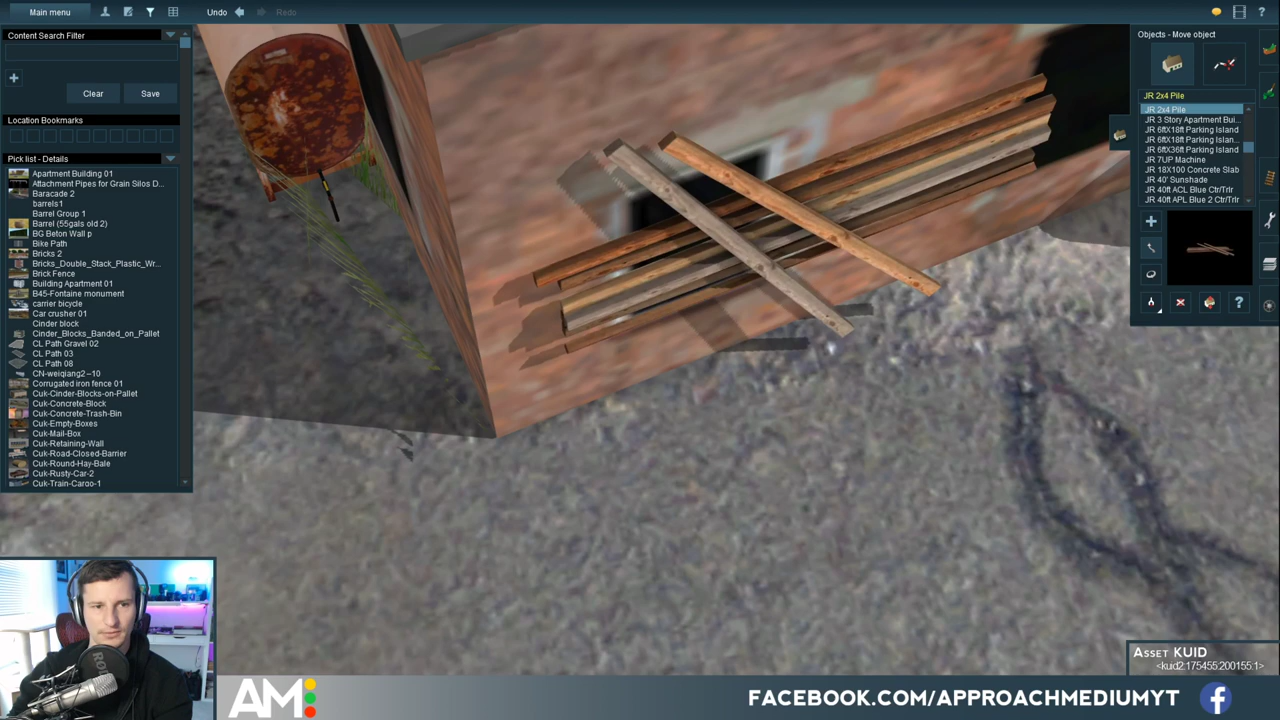 Main menu
Undo
Redo
?
Content Search Filter
Clear
Save
Location Bookmarks
Pick list - Details
Apartment Building 01
Attachment Pipes for Grain Silos D...
Baracade 2
barrels1
Barrel Group 1
Barrel (55gals old 2)
BG Beton Wall p
Bike Path
Bricks 2
Bricks_Double_Stack_Plastic_Wr...
Brick Fence
Building Apartment 01
B45-Fontaine monument
carrier bicycle
Car crusher 01
Cinder block
Cinder_Blocks_Banded_on_Pallet
CL Path Gravel 02
CL Path 03
CL Path 08
CN-weiqiang2--10
Corrugated iron fence 01
Cuk-Cinder-Blocks-on-Pallet
Cuk-Concrete-Block
Cuk-Concrete-Trash-Bin
Cuk-Empty-Boxes
Cuk-Mail-Box
Cuk-Retaining-Wall
Cuk-Road-Closed-Barrier
Cuk-Round-Hay-Bale
Cuk-Rusty-Car-2
Cuk-Train-Cargo-1
Objects - Move object
JR 2x4 Pile
JR 2x4 Pile
JR 3 Story Apartment Bui...
JR 6ftX18ft Parking Island
JR 6ftX18ft Parking Islan...
JR 6ftX36ft Parking Island
JR 7UP Machine
JR 18X100 Concrete Slab
JR 40' Sunshade
JR 40ft ACL Blue Ctr/Trlr
JR 40ft APL Blue 2 Ctr/Trlr
?
Asset KUID
<kuid2:175455:200155:1>
AM
FACEBOOK.COM/APPROACHMEDIUMYT
f